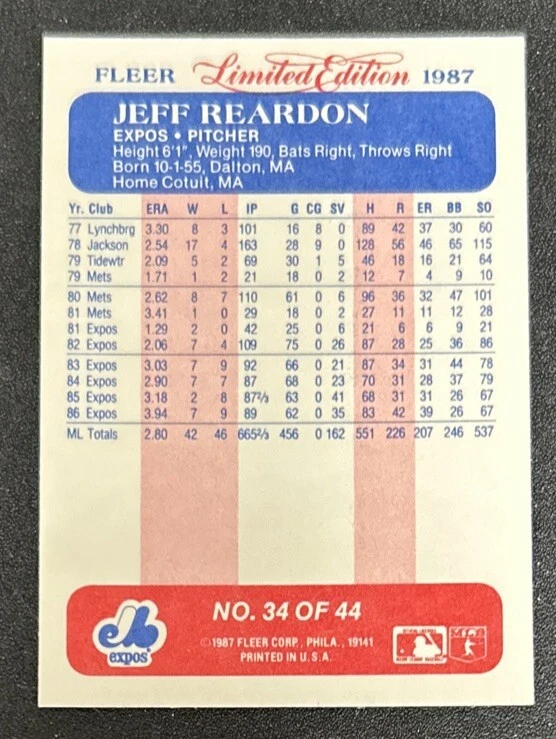 FLEER Limited Edition 1987
JEFF REARDON
EXPOS • PITCHER
Height 6'1", Weight 190, Bats Right, Throws Right
Born 10-1-55, Dalton, MA
Home Cotuit, MA
Yr. Club ERA W L IP G CG SV H R ER BB SO
77 Lynchbrg 3.30 8 3 101 16 8 0 89 42 37 30 60
78 Jackson 2.54 17 4 163 28 9 0 128 56 46 65 115
79 Tidewtr 2.09 5 2 69 30 1 5 46 18 16 21 64
79 Mets 1.71 1 2 21 18 0 2 12 7 4 9 10
80 Mets 2.62 8 7 110 61 0 6 96 36 32 47 101
81 Mets 3.41 1 0 29 18 0 2 27 11 11 12 28
81 Expos 1.29 2 0 42 25 0 6 21 6 6 9 21
82 Expos 2.06 7 4 109 75 0 26 87 28 25 36 86
83 Expos 3.03 7 9 92 66 0 21 87 34 31 44 78
84 Expos 2.90 7 7 87 68 0 23 70 31 28 37 79
85 Expos 3.18 2 8 87⅔ 63 0 41 68 31 31 26 67
86 Expos 3.94 7 9 89 62 0 35 83 42 39 26 67
ML Totals 2.80 42 46 665⅔ 456 0 162 551 226 207 246 537
NO. 34 OF 44
expos
©1987 FLEER CORP., PHILA., 19141
PRINTED IN U.S.A.